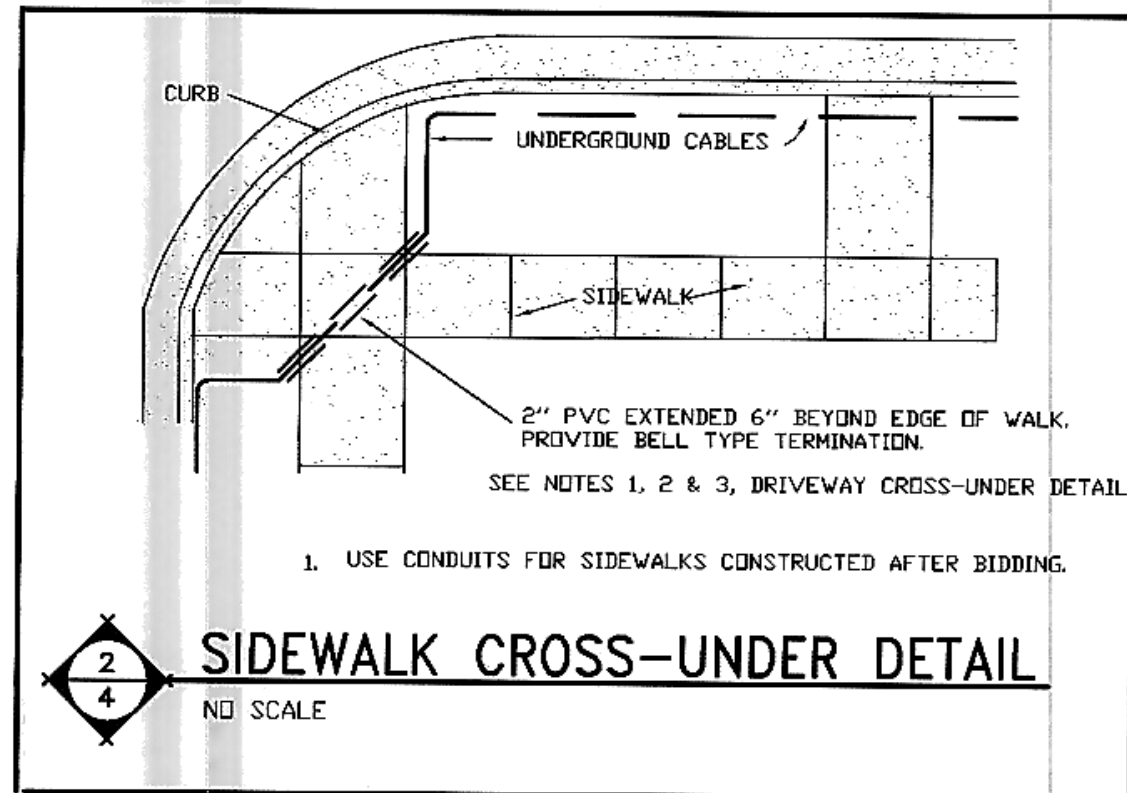 CURB
UNDERGROUND CABLES
SIDEWALK
2" PVC EXTENDED 6" BEYOND EDGE OF WALK.
PROVIDE BELL TYPE TERMINATION.
SEE NOTES 1, 2 & 3, DRIVEWAY CROSS-UNDER DETAIL
1. USE CONDUITS FOR SIDEWALKS CONSTRUCTED AFTER BIDDING.
2
4
SIDEWALK CROSS-UNDER DETAIL
NO SCALE